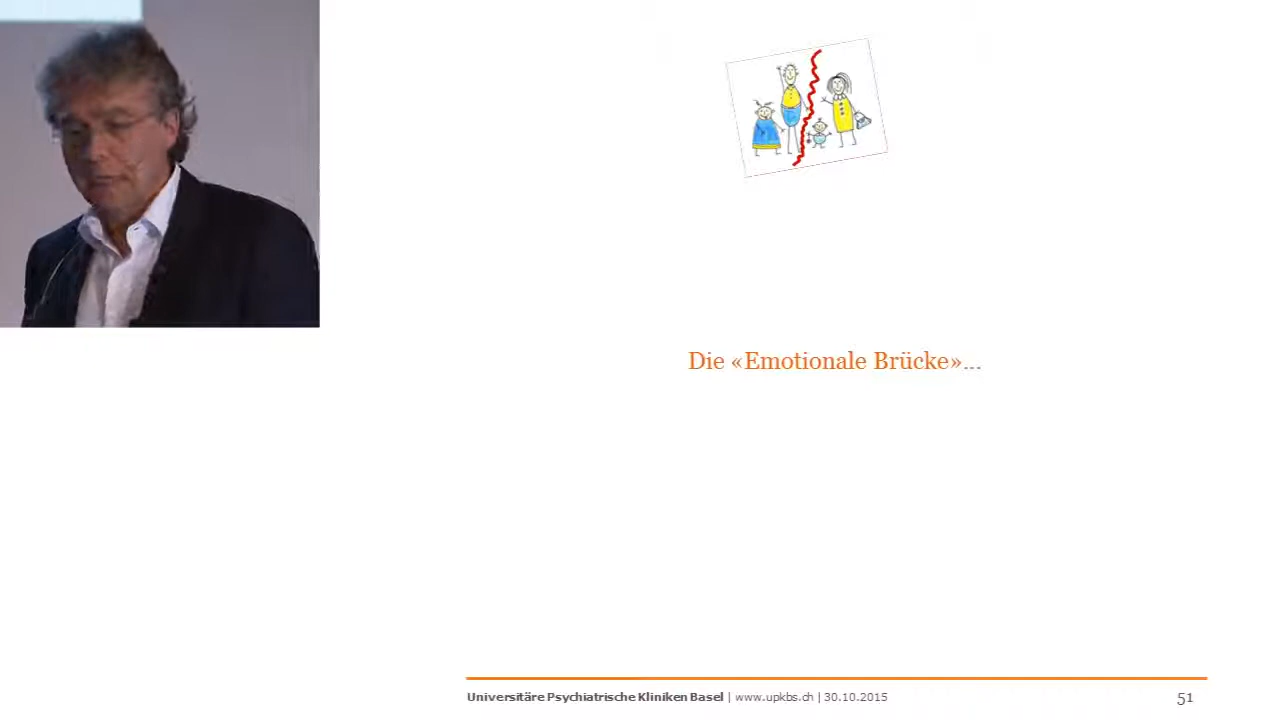 Die «Emotionale Brücke»...
Universitäre Psychiatrische Kliniken Basel | www.upkbs.ch | 30.10.2015
51